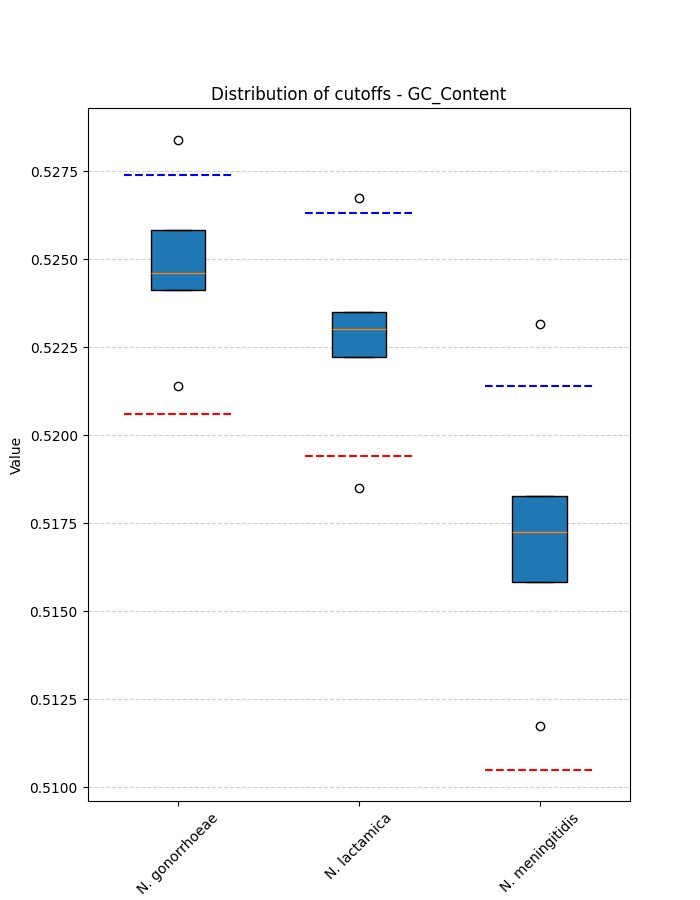 Distribution of cutoffs - GC_Content
Value
0.5275
0.5250
0.5225
0.5200
0.5175
0.5150
0.5125
0.5100
N. gonorrhoeae
N. lactamica
N. meningitidis